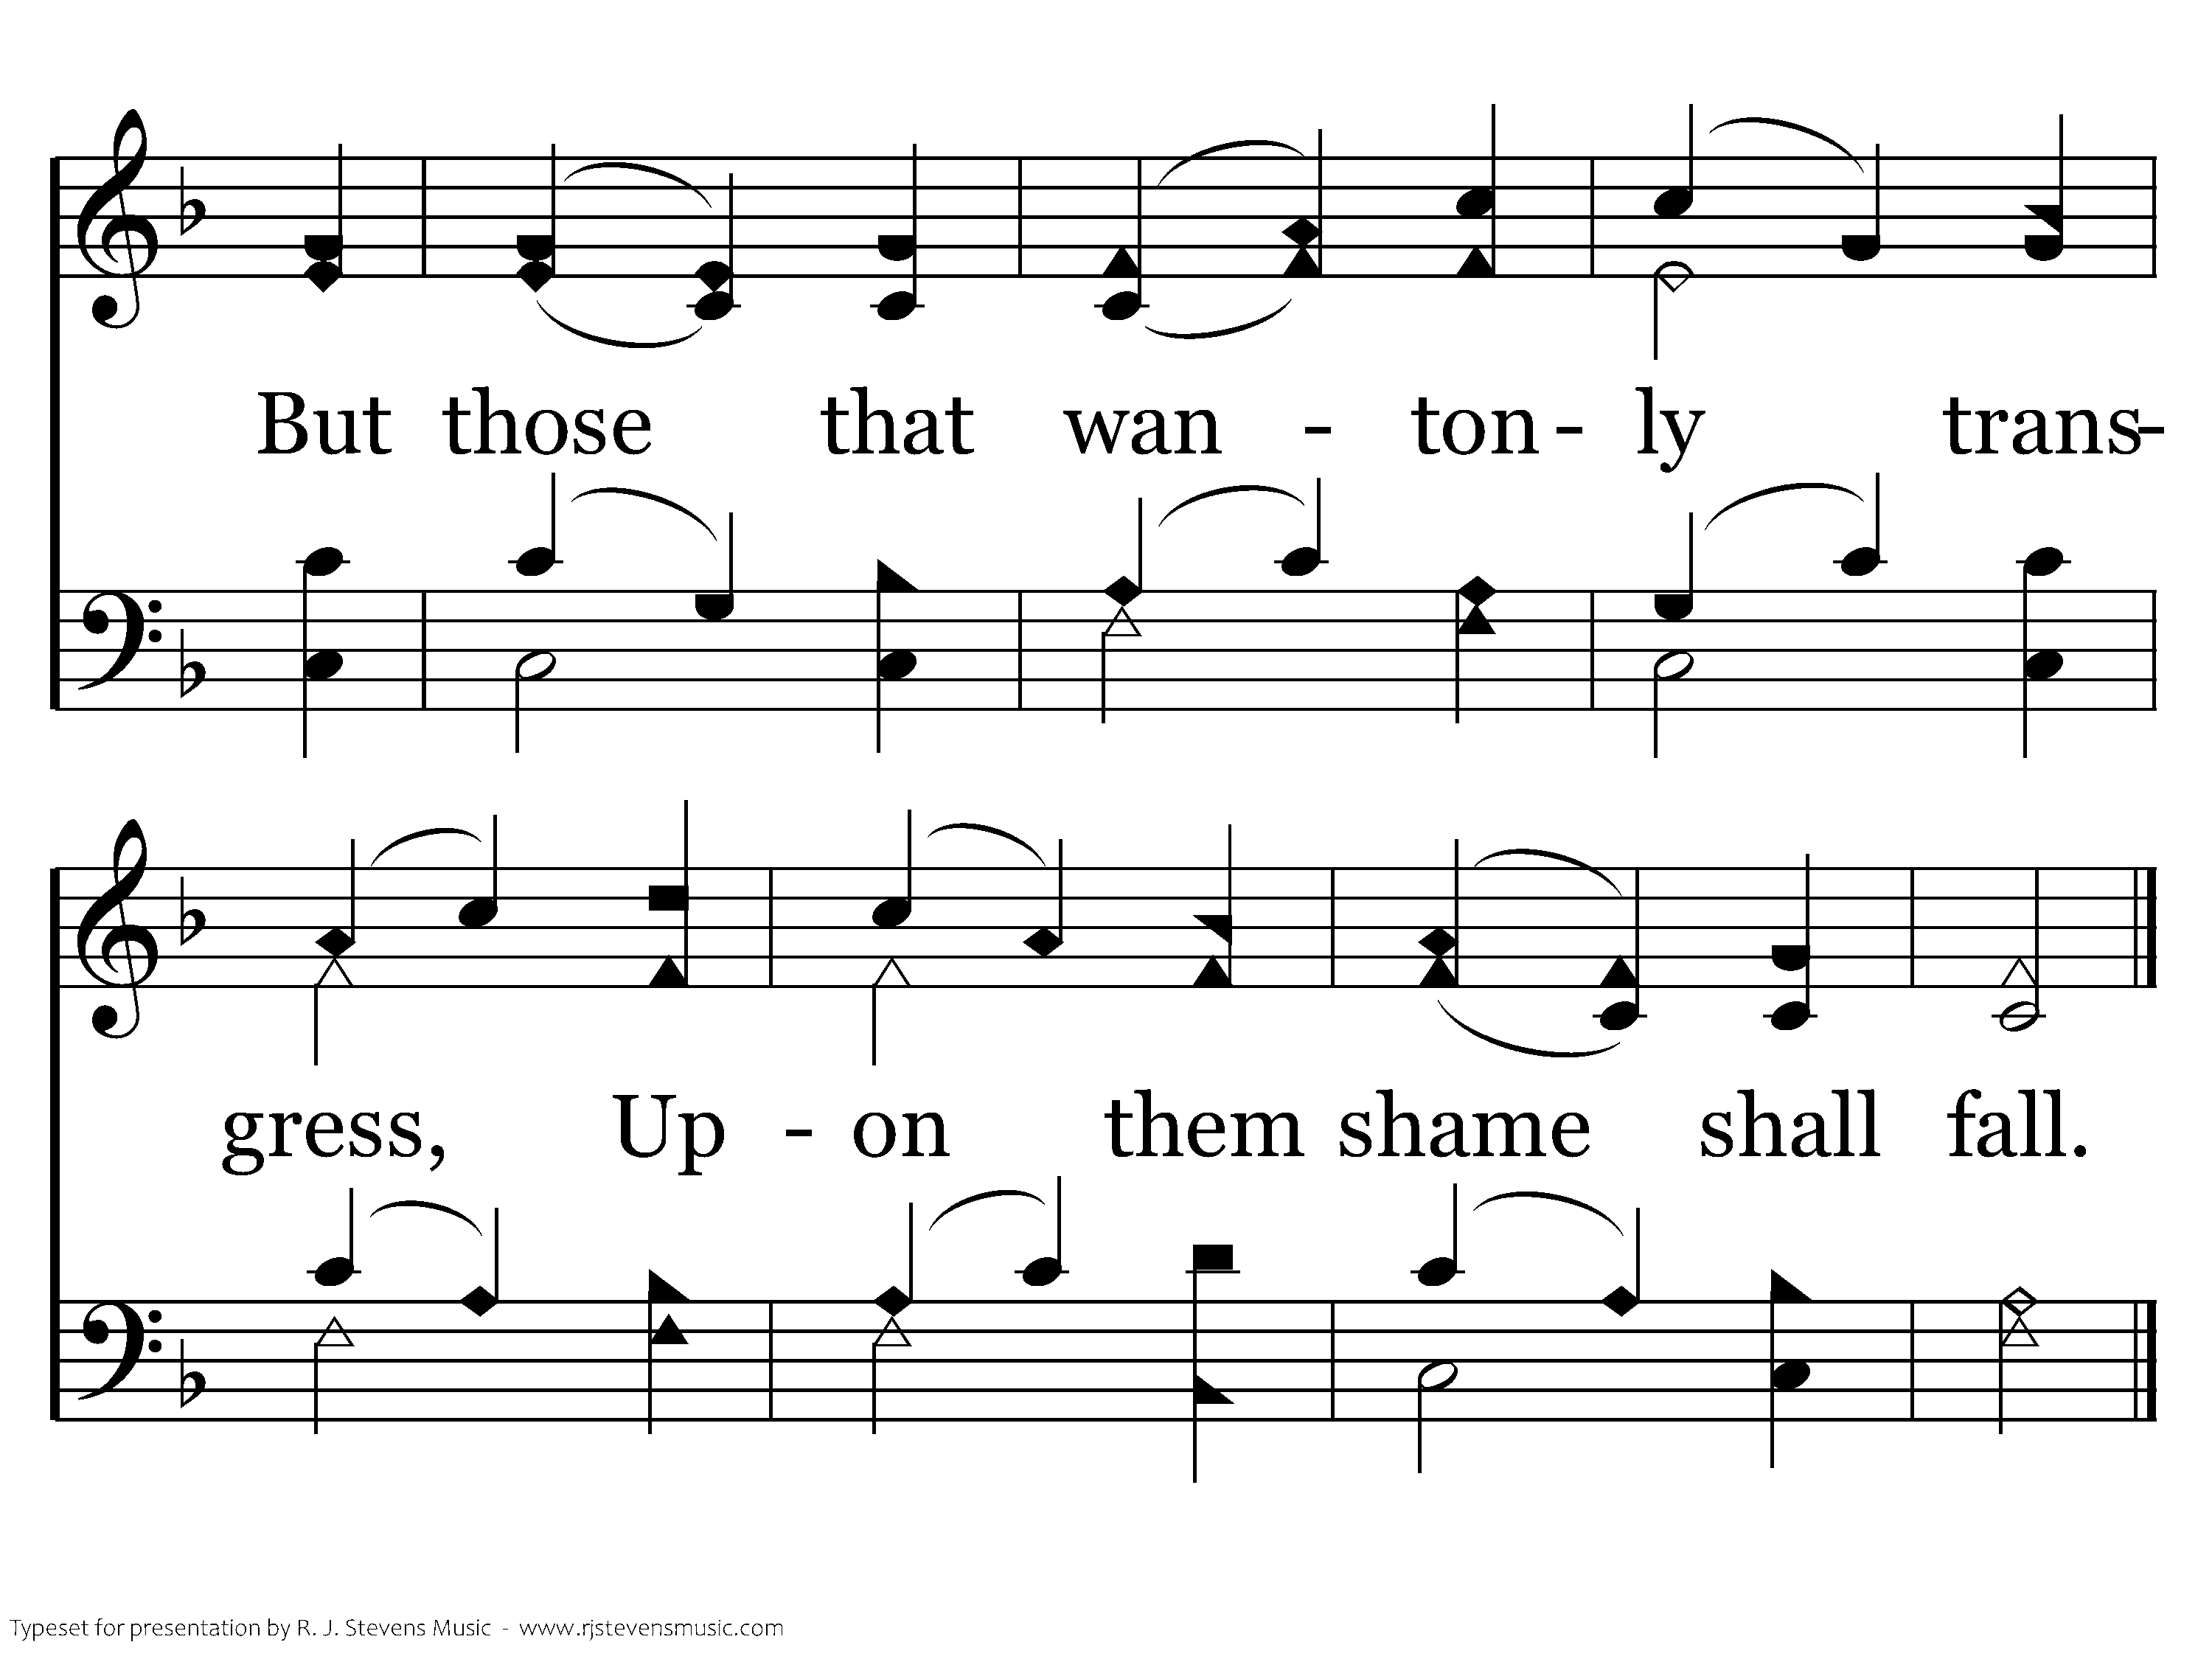 But those that wan - ton - ly trans-
gress, Up - on them shame shall fall.
Typeset for presentation by R. J. Stevens Music - www.rjstevensmusic.com